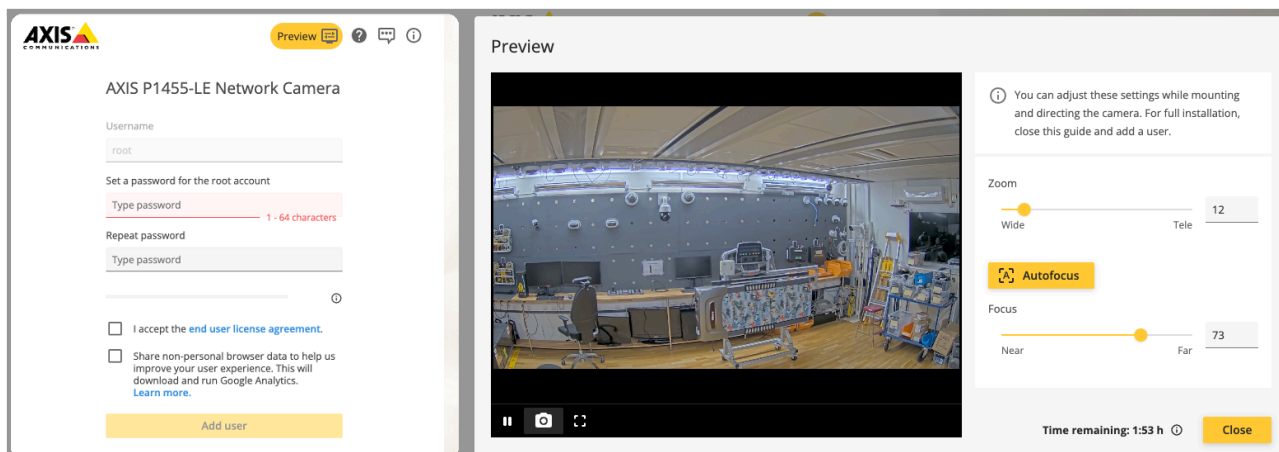 AXIS
COMMUNICATIONS
Preview
AXIS P1455-LE Network Camera
Username
root
Set a password for the root account
Type password
1 - 64 characters
Repeat password
Type password
I accept the end user license agreement.
Share non-personal browser data to help us
improve your user experience. This will
download and run Google Analytics.
Learn more.
Add user
Preview
You can adjust these settings while mounting
and directing the camera. For full installation,
close this guide and add a user.
Zoom
12
Wide
Tele
A
Autofocus
Focus
73
Near
Far
Time remaining: 1:53 h
Close